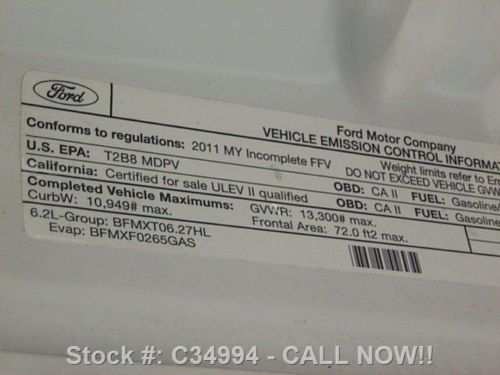 Ford
Ford Motor Company
VEHICLE EMISSION CONTROL INFORMAT
Conforms to regulations: 2011 MY Incomplete FFV
Weight limits refer to Em
DO NOT EXCEED VEHICLE GVW
U.S. EPA: T2B8 MDPV
OBD: CA II FUEL: Gasoline/
California: Certified for sale ULEV II qualified
OBD: CA II FUEL: Gasoline/
Completed Vehicle Maximums:
CurbW: 10,949# max.
GVWR: 13,300# max.
Frontal Area: 72.0 ft2 max.
6.2L-Group: BFMXT06.27HL
Evap: BFMXF0265GAS
Stock #: C34994 - CALL NOW!!